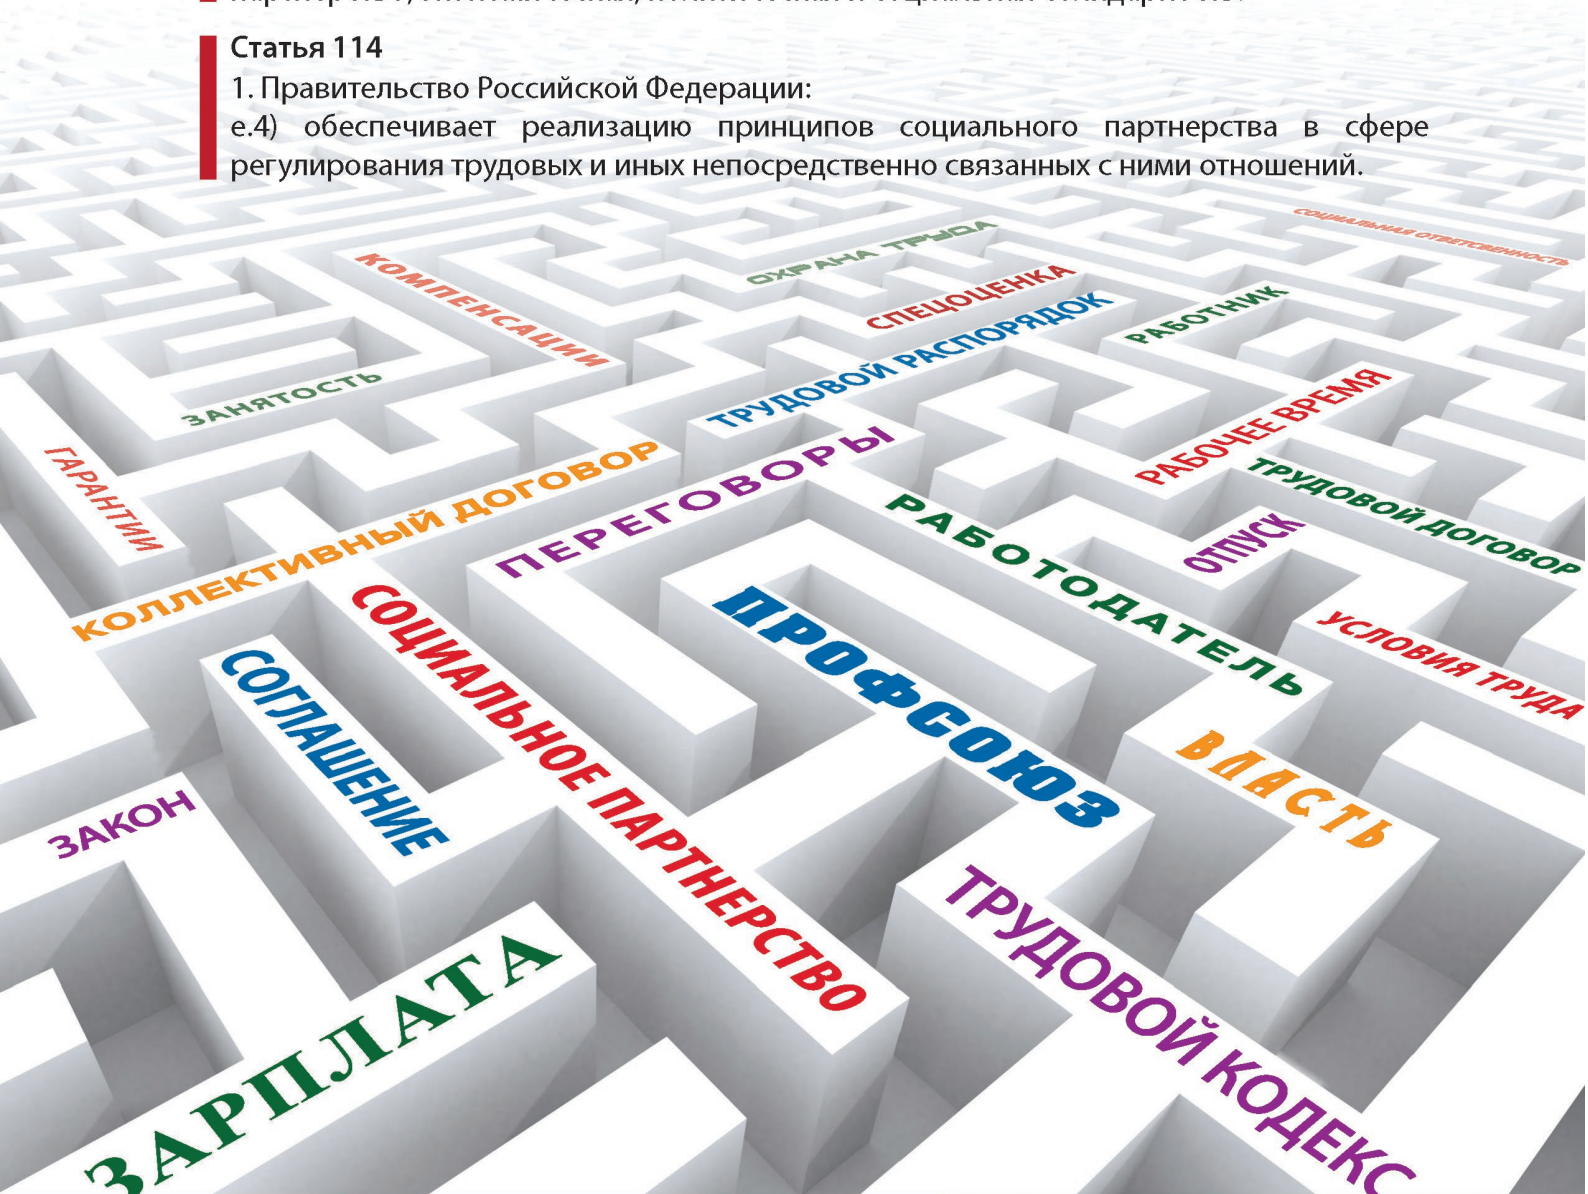 Статья 114
1. Правительство Российской Федерации:
е.4) обеспечивает реализацию принципов социального партнерства в сфере
регулирования трудовых и иных непосредственно связанных с ними отношений.
СОЦИАЛЬНАЯ ОТВЕТСВЕННОСТЬ
ОХРАНА ТРУДА
КОМПЕНСАЦИИ
СПЕЦОЦЕНКА
РАБОТНИК
ТРУДОВОЙ РАСПОРЯДОК
ЗАНЯТОСТЬ
РАБОЧЕЕ ВРЕМЯ
ГАРАНТИИ
КОЛЛЕКТИВНЫЙ ДОГОВОР
ПЕРЕГОВОРЫ
ТРУДОВОЙ ДОГОВОР
ОТПУСК
РАБОТОДАТЕЛЬ
СОЦИАЛЬНОЕ ПАРТНЕРСТВО
ПРОФСОЮЗ
УСЛОВИЯ ТРУДА
СОГЛАШЕНИЕ
ВЛАСТЬ
ЗАКОН
ТРУДОВОЙ КОДЕКС
ЗАРПЛАТА